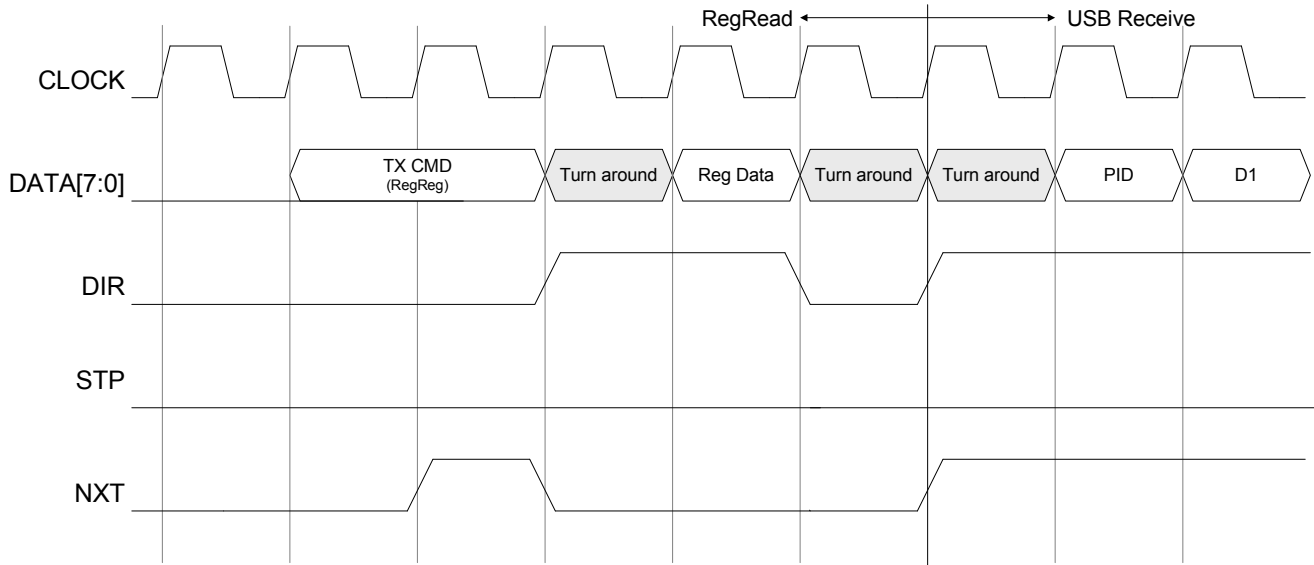 RegRead USB Receive
CLOCK
DATA[7:0] TX CMD Turn around Reg Data Turn around Turn around PID D1
(RegReg)
DIR
STP
NXT